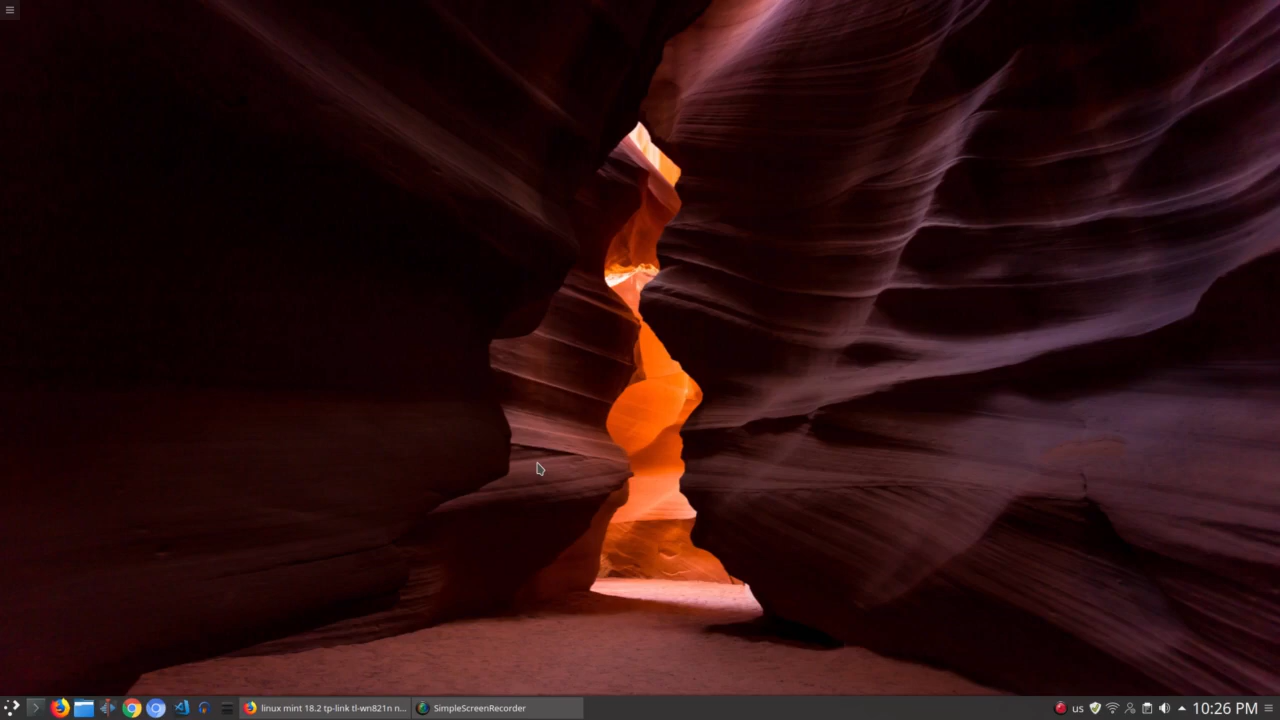 linux mint 18.2 tp-link tl-wn821n n...
SimpleScreenRecorder
us
10:26 PM